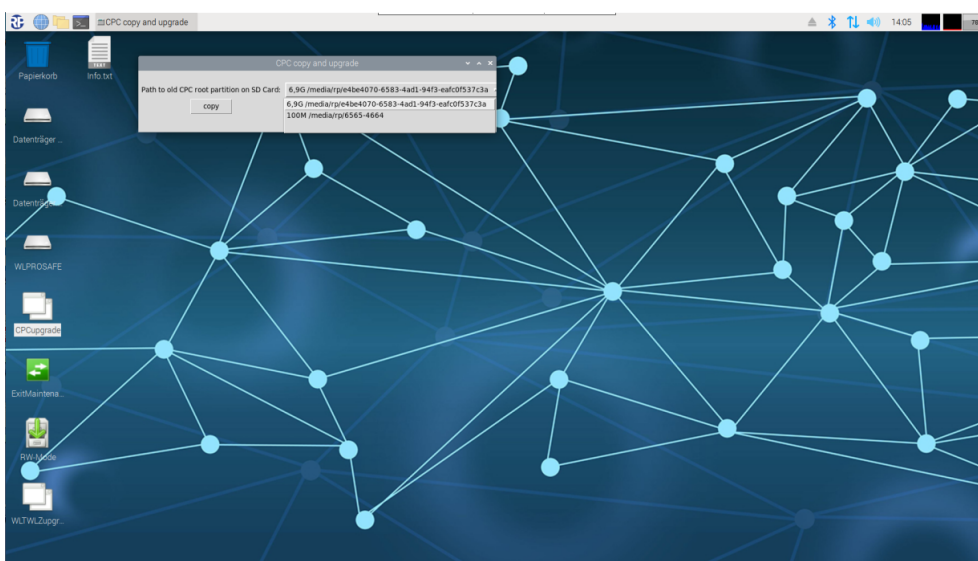 CPC copy and upgrade
14:05
Papierkorb
Info.txt
CPC copy and upgrade
Path to old CPC root partition on SD Card:
6,9G /media/rp/e4be4070-6583-4ad1-94f3-eafc0f537c3a
copy
6,9G /media/rp/e4be4070-6583-4ad1-94f3-eafc0f537c3a
100M /media/rp/6565-4664
Datenträger ...
Datenträge...
WLPROSAFE
CPCupgrade
ExitMaintena...
RW-Mode
WLTWLZupgr...